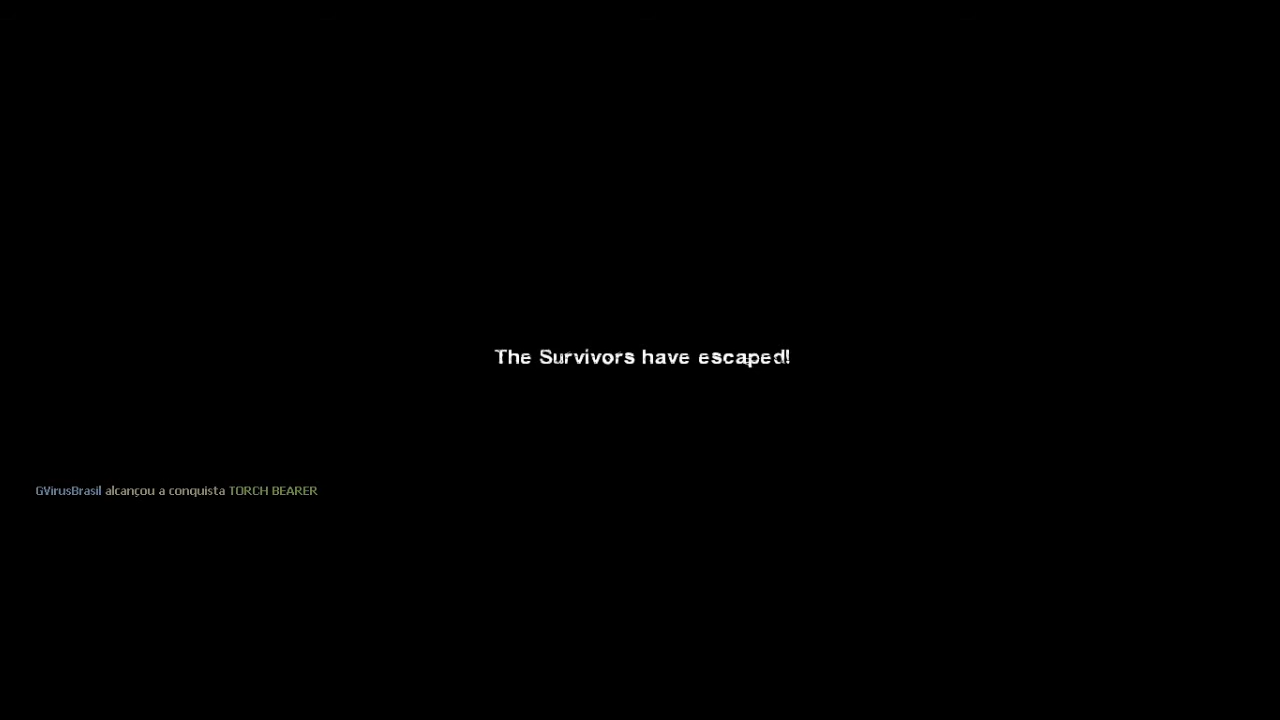 The Survivors have escaped!
GVirusBrasil alcançou a conquista TORCH BEARER